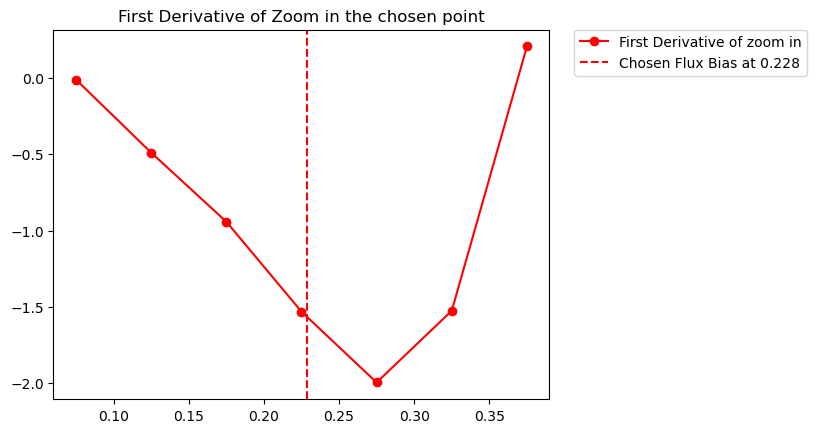 First Derivative of Zoom in the chosen point
First Derivative of zoom in
Chosen Flux Bias at 0.228
0.0
−0.5
−1.0
−1.5
−2.0
0.10 0.15 0.20 0.25 0.30 0.35